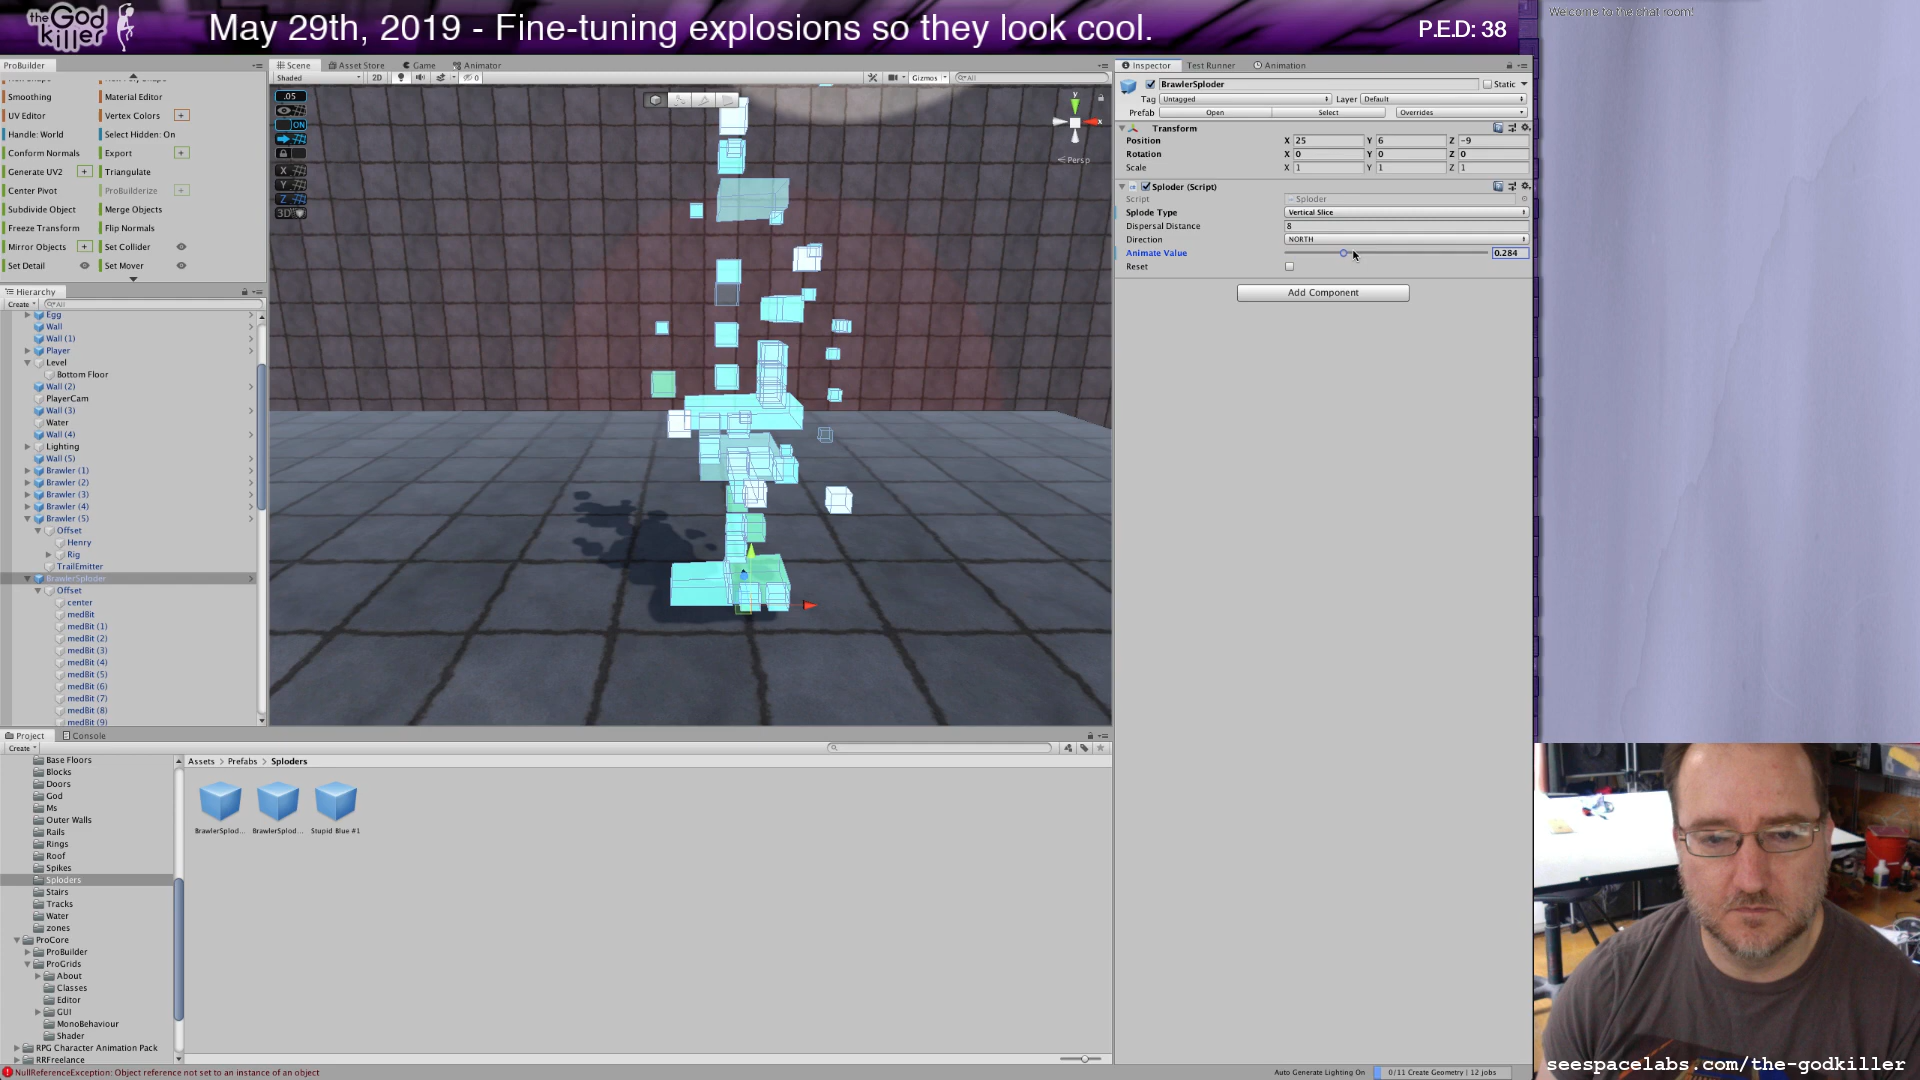 the God killer
May 29th, 2019 - Fine-tuning explosions so they look cool.
P.E.D: 38
Welcome to the chat room!
ProBuilder
Smoothing
Material Editor
UV Editor
Vertex Colors
Handle: World
Select Hidden: On
Conform Normals
Export
Generate UV2
Triangulate
Center Pivot
ProBuilderize
Subdivide Object
Merge Objects
Freeze Transform
Flip Normals
Mirror Objects
Set Collider
Set Detail
Set Mover
Scene
Asset Store
Game
Animator
Shaded
2D
0
Gizmos
All
.05
ON
X
Y
Z
3D
y
x
Persp
Hierarchy
Create
All
Egg
Wall
Wall (1)
Player
Level
Bottom Floor
Wall (2)
PlayerCam
Wall (3)
Water
Wall (4)
Lighting
Wall (5)
Brawler (1)
Brawler (2)
Brawler (3)
Brawler (4)
Brawler (5)
Offset
Henry
Rig
TrailEmitter
BrawlerSploder
Offset
center
medBit
medBit (1)
medBit (2)
medBit (3)
medBit (4)
medBit (5)
medBit (6)
medBit (7)
medBit (8)
medBit (9)
Inspector
Test Runner
Animation
BrawlerSploder
Static
Tag
Untagged
Layer
Default
Prefab
Open
Select
Overrides
Transform
Position X 25 Y 6 Z -9
Rotation X 0 Y 0 Z 0
Scale X 1 Y 1 Z 1
Sploder (Script)
Script
Sploder
Splode Type
Vertical Slice
Dispersal Distance
8
Direction
NORTH
Animate Value
0.284
Reset
Add Component
Project
Console
Create
Base Floors
Blocks
Doors
God
Ms
Outer Walls
Rails
Rings
Roof
Spikes
Sploders
Stairs
Tracks
Water
zones
ProCore
ProBuilder
ProGrids
About
Classes
Editor
GUI
MonoBehaviour
Shader
RPG Character Animation Pack
RRFreelance
Assets > Prefabs > Sploders
BrawlerSplod...
BrawlerSplod...
Stupid Blue #1
NullReferenceException: Object reference not set to an instance of an object
Auto Generate Lighting On
0/11 Create Geometry | 12 jobs
seespacelabs.com/the-godkiller